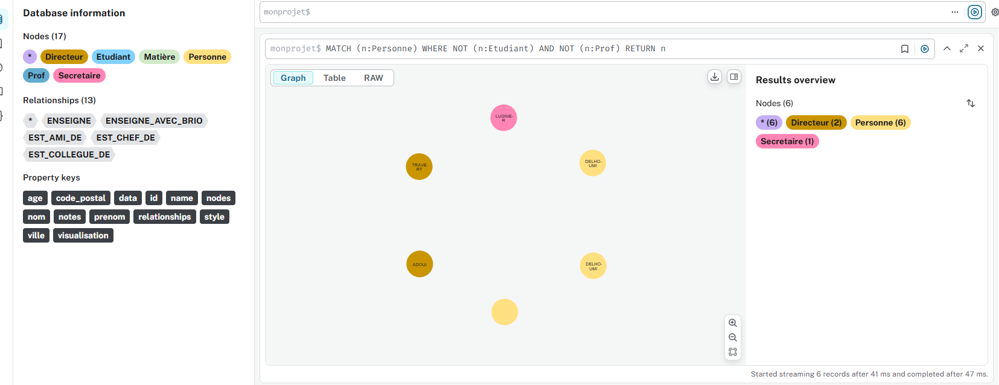 Database information
Nodes (17)
* Directeur Etudiant Matière Personne
Prof Secretaire
Relationships (13)
* ENSEIGNE ENSEIGNE_AVEC_BRIO
EST_AMI_DE EST_CHEF_DE
EST_COLLEGUE_DE
Property keys
age code_postal data id name nodes
nom notes prenom relationships style
ville visualisation
monprojet$
monprojet$ MATCH (n:Personne) WHERE NOT (n:Etudiant) AND NOT (n:Prof) RETURN n
Graph Table RAW
LUGNIE-
R
TRAVE-
RT
DELHO-
UMI
ADOUI
DELHO-
UMI
Results overview
Nodes (6)
* (6) Directeur (2) Personne (6)
Secretaire (1)
Started streaming 6 records after 41 ms and completed after 47 ms.